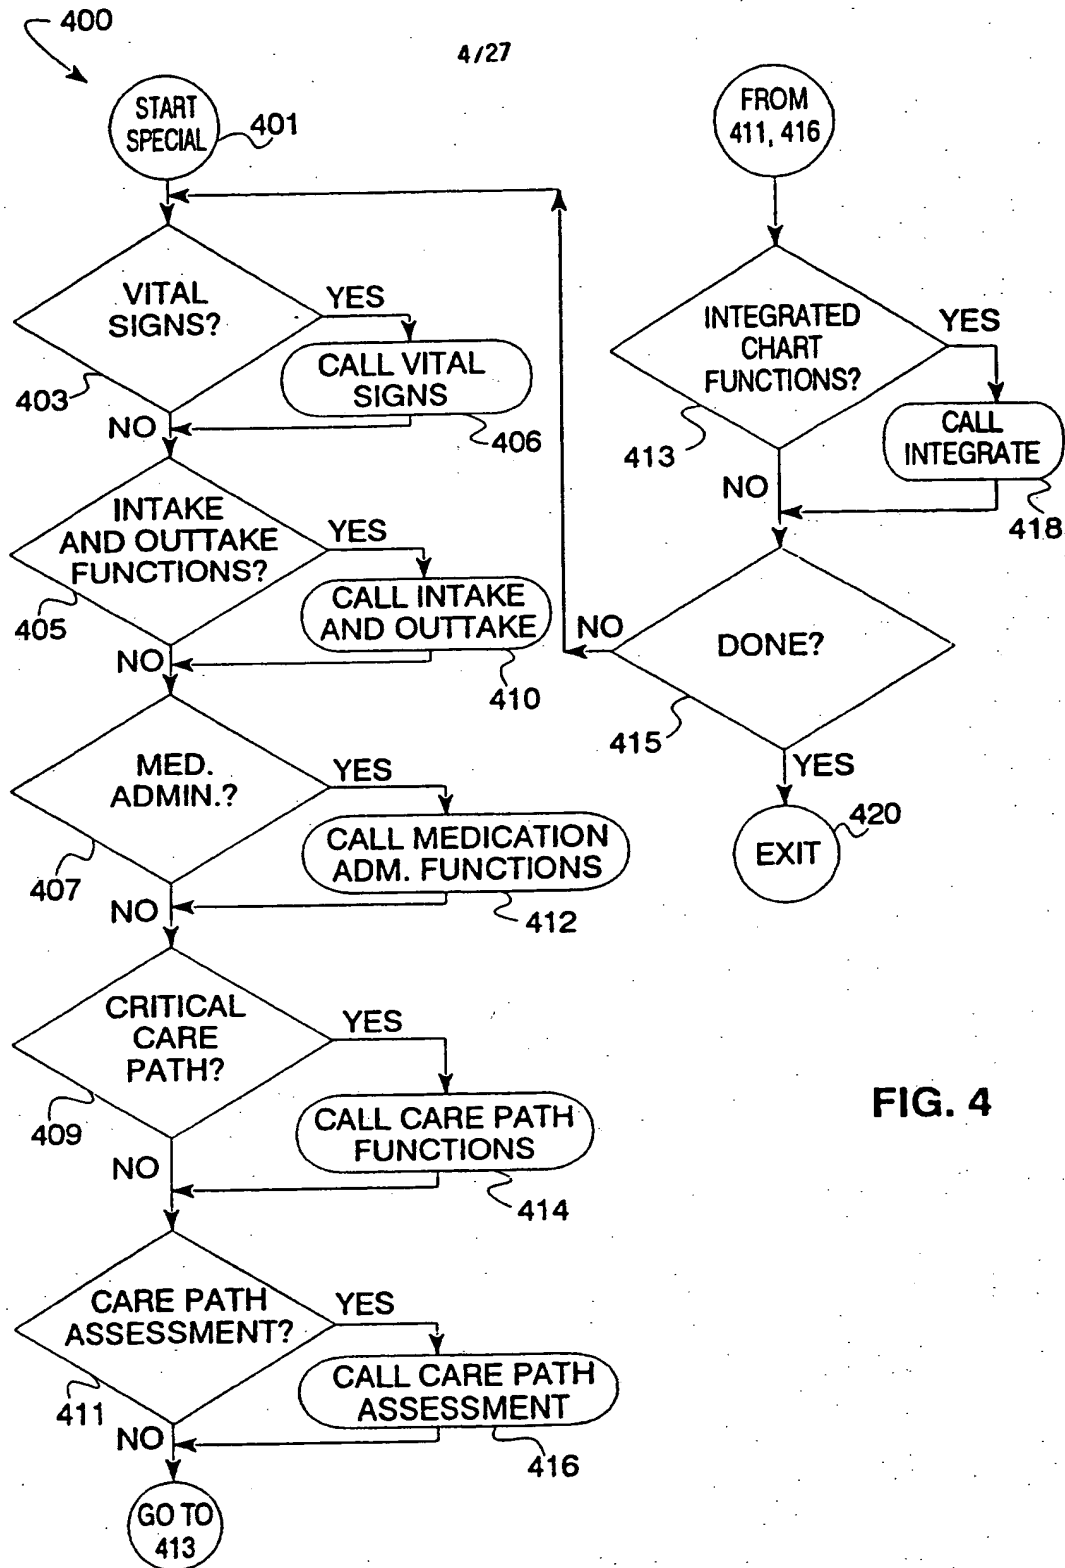 400
4/27
START
SPECIAL
401
VITAL
SIGNS?
YES
403
CALL VITAL
SIGNS
NO
406
INTAKE
AND OUTTAKE
FUNCTIONS?
YES
405
CALL INTAKE
AND OUTTAKE
NO
410
MED.
ADMIN.?
YES
407
CALL MEDICATION
ADM. FUNCTIONS
NO
412
CRITICAL
CARE
PATH?
YES
409
CALL CARE PATH
FUNCTIONS
NO
414
CARE PATH
ASSESSMENT?
YES
411
CALL CARE PATH
ASSESSMENT
NO
416
GO TO
413
FROM
411, 416
INTEGRATED
CHART
FUNCTIONS?
YES
413
CALL
INTEGRATE
NO
418
DONE?
NO
415
YES
420
EXIT
FIG. 4